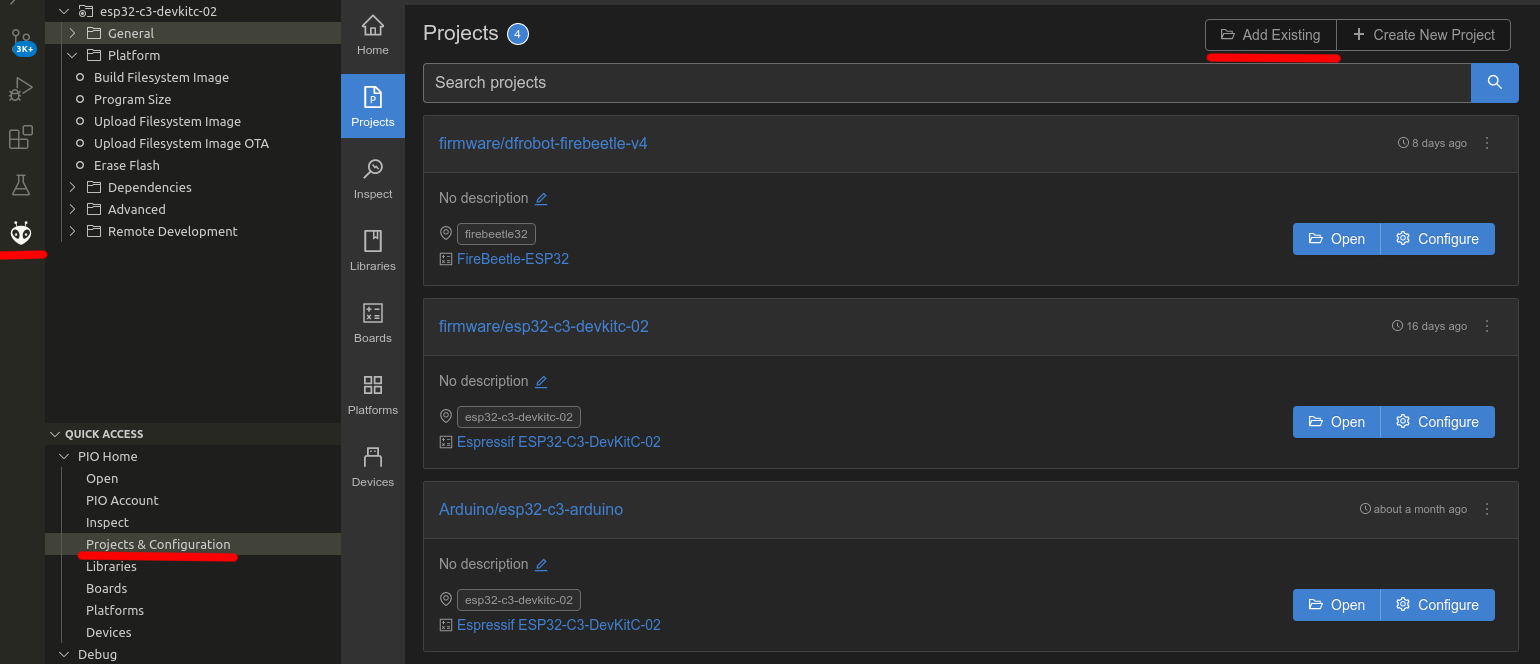 esp32-c3-devkitc-02
General
Platform
Build Filesystem Image
Program Size
Upload Filesystem Image
Upload Filesystem Image OTA
Erase Flash
Dependencies
Advanced
Remote Development
3K+
QUICK ACCESS
PIO Home
Open
PIO Account
Inspect
Projects & Configuration
Libraries
Boards
Platforms
Devices
Debug
Home
Projects
Inspect
Libraries
Boards
Platforms
Devices
Projects 4
Add Existing
Create New Project
Search projects
firmware/dfrobot-firebeetle-v4
8 days ago
No description
firebeetle32
FireBeetle-ESP32
Open
Configure
firmware/esp32-c3-devkitc-02
16 days ago
No description
esp32-c3-devkitc-02
Espressif ESP32-C3-DevKitC-02
Open
Configure
Arduino/esp32-c3-arduino
about a month ago
No description
esp32-c3-devkitc-02
Espressif ESP32-C3-DevKitC-02
Open
Configure